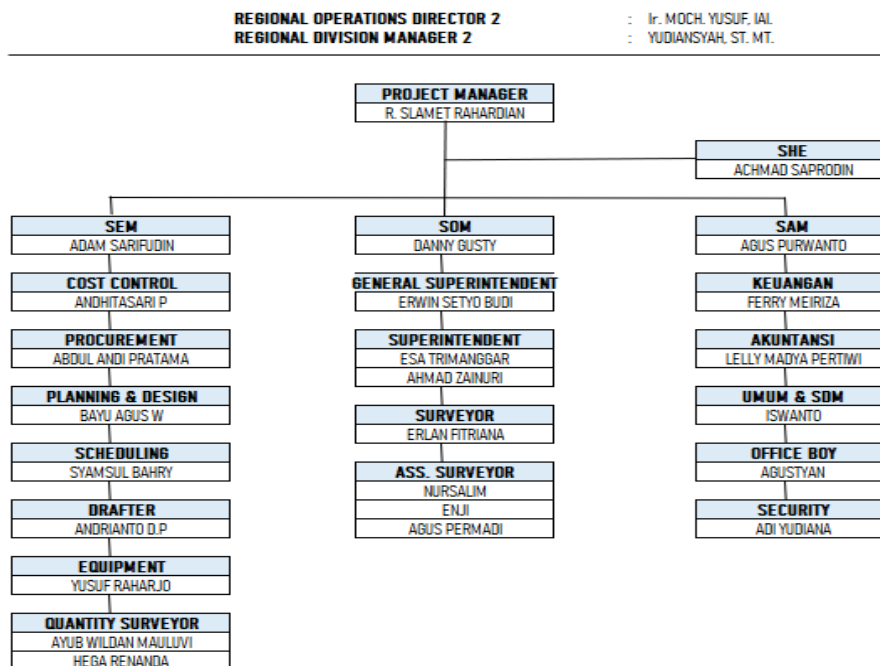 REGIONAL OPERATIONS DIRECTOR 2 : Ir. MOCH. YUSUF, IAI.
REGIONAL DIVISION MANAGER 2 : YUDIANSYAH, ST. MT.
PROJECT MANAGER
R. SLAMET RAHARDIAN
SHE
ACHMAD SAPRODIN
SEM
ADAM SARIFUDIN
COST CONTROL
ANDHITASARI P
PROCUREMENT
ABDUL ANDI PRATAMA
PLANNING & DESIGN
BAYU AGUS W
SCHEDULING
SYAMSUL BAHRY
DRAFTER
ANDRIANTO D.P
EQUIPMENT
YUSUF RAHARJO
QUANTITY SURVEYOR
AYUB WILDAN MAULUVI
HEGA RENANDA
SOM
DANNY GUSTY
GENERAL SUPERINTENDENT
ERWIN SETYO BUDI
SUPERINTENDENT
ESA TRIMANGGAR
AHMAD ZAINURI
SURVEYOR
ERLAN FITRIANA
ASS. SURVEYOR
NURSALIM
ENJI
AGUS PERMADI
SAM
AGUS PURWANTO
KEUANGAN
FERRY MEIRIZA
AKUNTANSI
LELLY MADYA PERTIWI
UMUM & SDM
ISWANTO
OFFICE BOY
AGUSTYAN
SECURITY
ADI YUDIANA